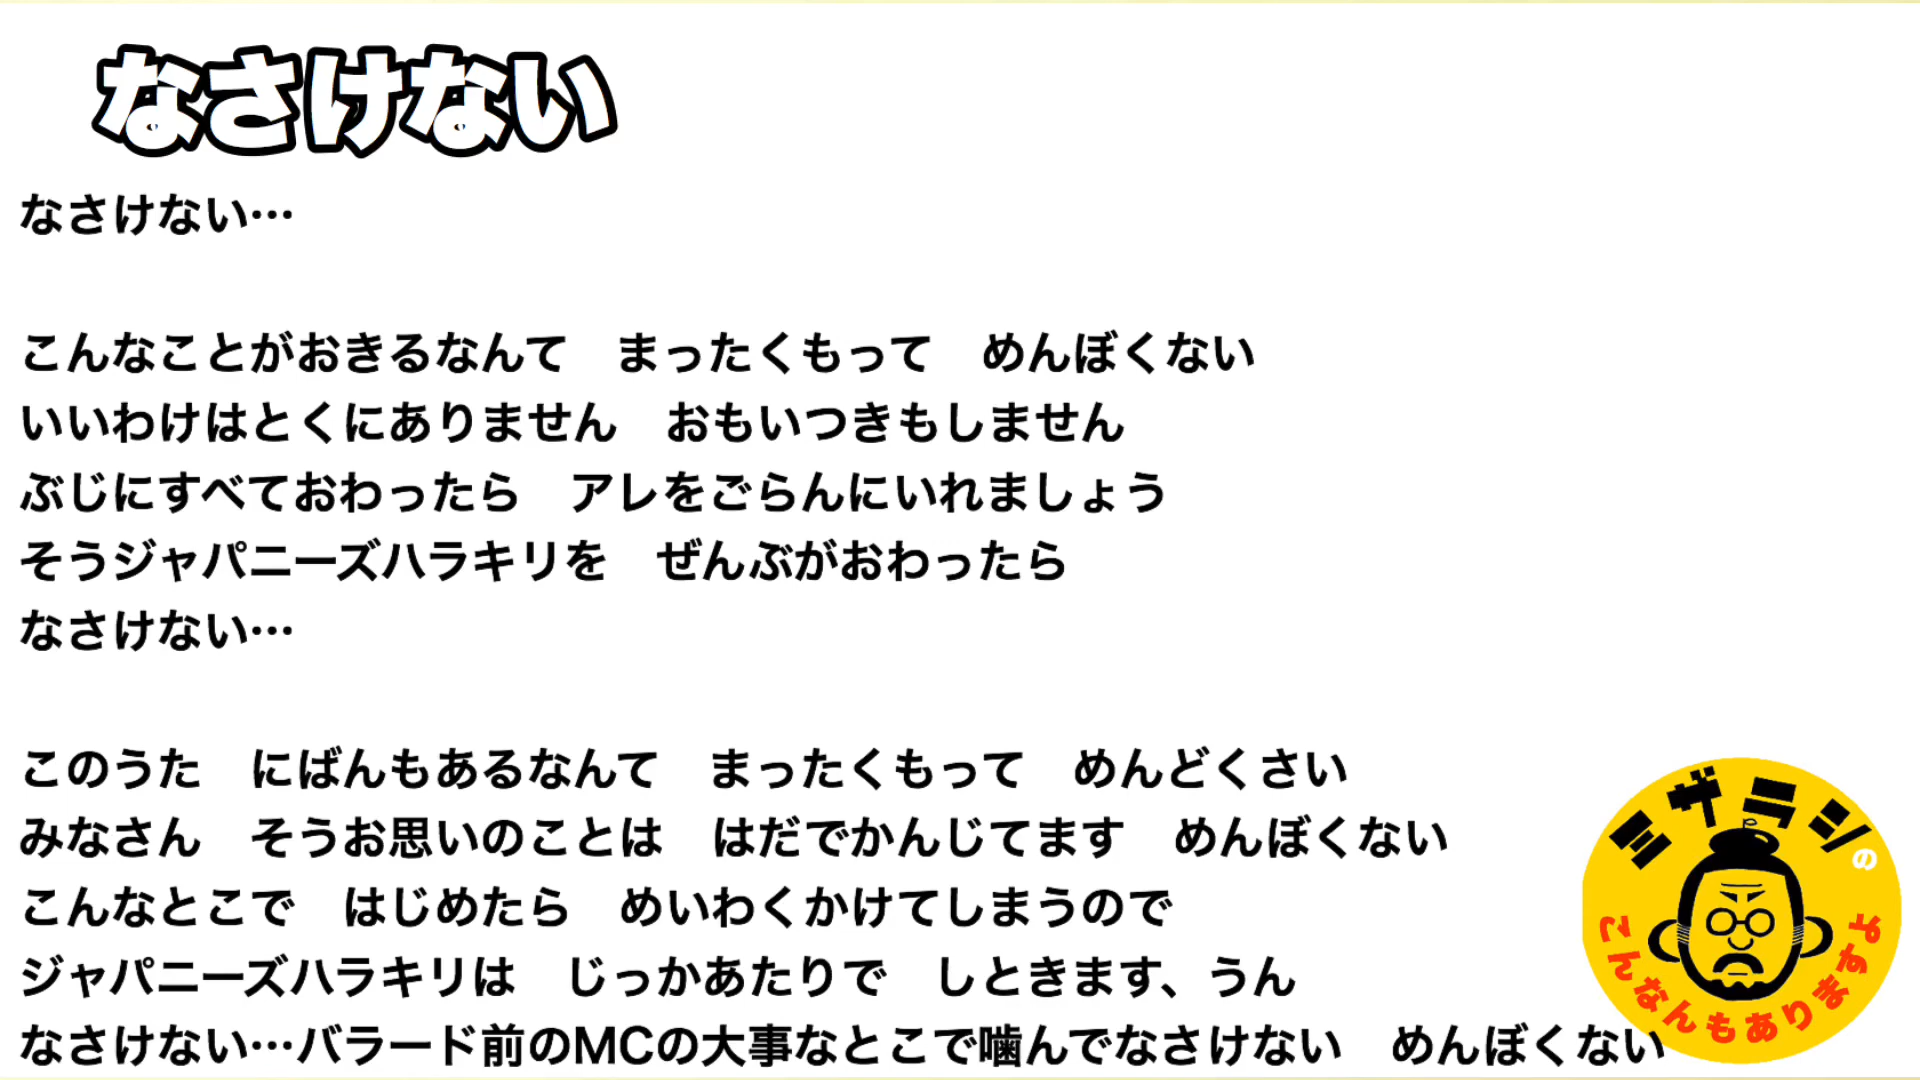 なさけない
なさけない…
こんなことがおきるなんて　まったくもって　めんぼくない
いいわけはとくにありません　おもいつきもしません
ぶじにすべておわったら　アレをごらんにいれましょう
そうジャパニーズハラキリを　ぜんぶがおわったら
なさけない…
このうた　にばんもあるなんて　まったくもって　めんどくさい
みなさん　そうお思いのことは　はだでかんじてます　めんぼくない
こんなとこで　はじめたら　めいわくかけてしまうので
ジャパニーズハラキリは　じっかあたりで　しときます、うん
なさけない…バラード前のMCの大事なとこで噛んでなさけない　めんぼくない
ミザラシの
こんなんもありますよ